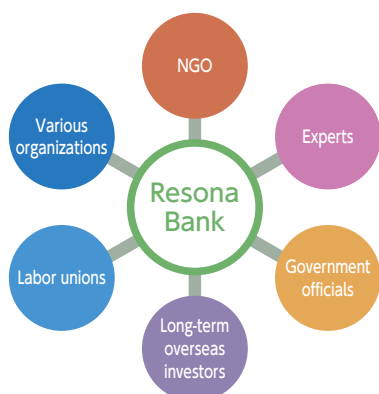 NGO
Various
organizations
Experts
Resona
Bank
Labor unions
Government
officials
Long-term
overseas
investors